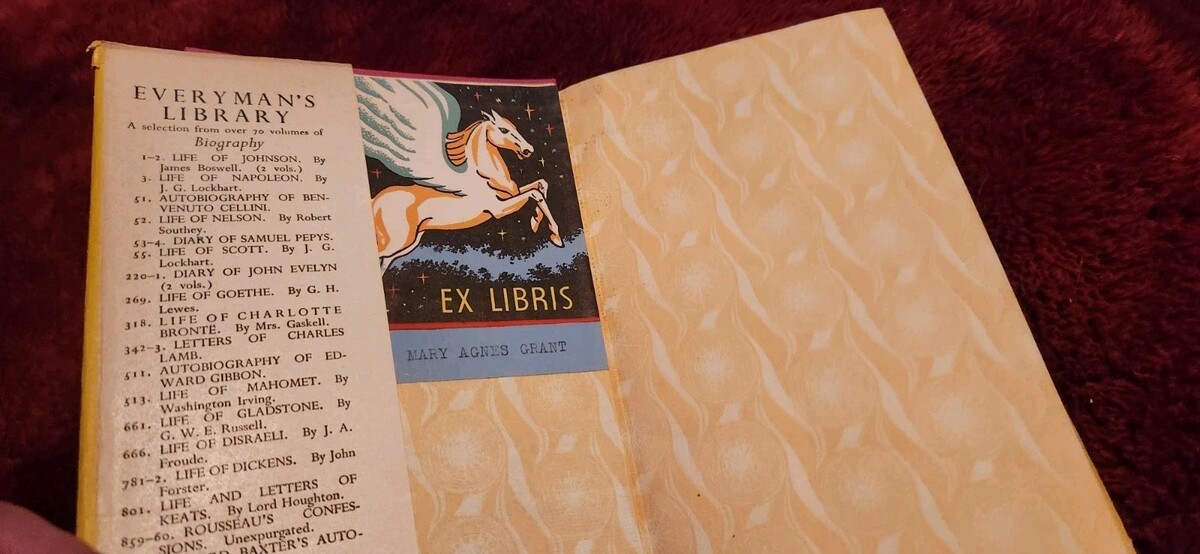 EVERYMAN'S
LIBRARY
A selection from over 70 volumes of
Biography
1–2. LIFE OF JOHNSON. By
James Boswell. (2 vols.)
3. LIFE OF NAPOLEON. By
J. G. Lockhart.
51. AUTOBIOGRAPHY OF BEN-
VENUTO CELLINI.
52. LIFE OF NELSON. By Robert
Southey.
53–4. DIARY OF SAMUEL PEPYS.
55. LIFE OF SCOTT. By J. G.
Lockhart.
220–1. DIARY OF JOHN EVELYN
(2 vols.)
269. LIFE OF GOETHE. By G. H.
Lewes.
318. LIFE OF CHARLOTTE
BRONTË. By Mrs. Gaskell.
342–3. LETTERS OF CHARLES
LAMB.
511. AUTOBIOGRAPHY OF ED-
WARD GIBBON.
513. LIFE OF MAHOMET. By
Washington Irving.
661. LIFE OF GLADSTONE. By
G. W. E. Russell.
666. LIFE OF DISRAELI. By J. A.
Froude.
781–2. LIFE OF DICKENS. By John
Forster.
801. LIFE AND LETTERS OF
KEATS. By Lord Houghton.
859–60. ROUSSEAU'S CONFES-
SIONS. Unexpurgated.
BAXTER'S AUTO-
EX LIBRIS
MARY AGNES GRANT